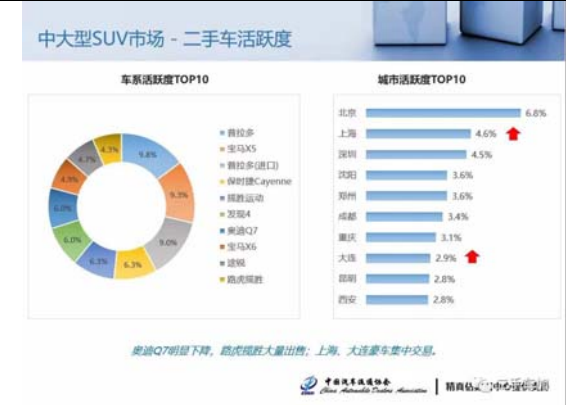 中大型SUV市场 - 二手车活跃度
车系活跃度TOP10
9.8%
9.3%
9.0%
6.3%
6.3%
6.0%
6.0%
4.9%
4.7%
4.3%
普拉多
宝马X5
普拉多(进口)
保时捷Cayenne
揽胜运动
发现4
奥迪Q7
宝马X6
途锐
路虎揽胜
城市活跃度TOP10
北京 6.8%
上海 4.6%
深圳 4.5%
沈阳 3.6%
郑州 3.6%
成都 3.4%
重庆 3.1%
大连 2.9%
昆明 2.8%
西安 2.8%
奥迪Q7明显下降，路虎揽胜大量出售；上海、大连豪车集中交易。
中国汽车流通协会
China Automobile Dealers Association
精真估